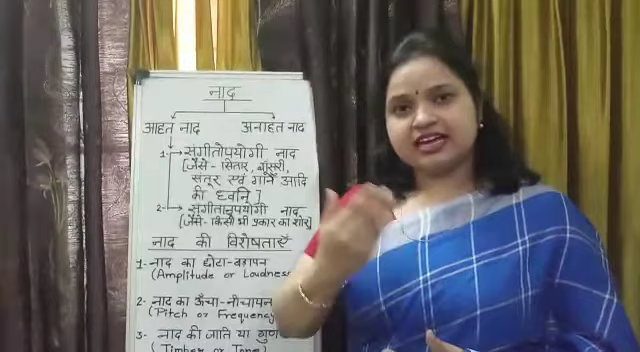 नाद
आहत नाद अनाहत नाद
1- संगीतोपयोगी नाद
[जैसे - सितार, बाँसुरी,
संतूर एवं गाने आदि
की ध्वनि]
2- संगीतानुपयोगी नाद
[जैसे - किसी भी प्रकार का शोर]
नाद की विशेषताएँ
1- नाद का छोटा-बड़ापन
(Amplitude or Loudness
2- नाद का ऊँचा-नीचापन
(Pitch or Frequency
3- नाद की जाति या गुण
(Timber or Tone)